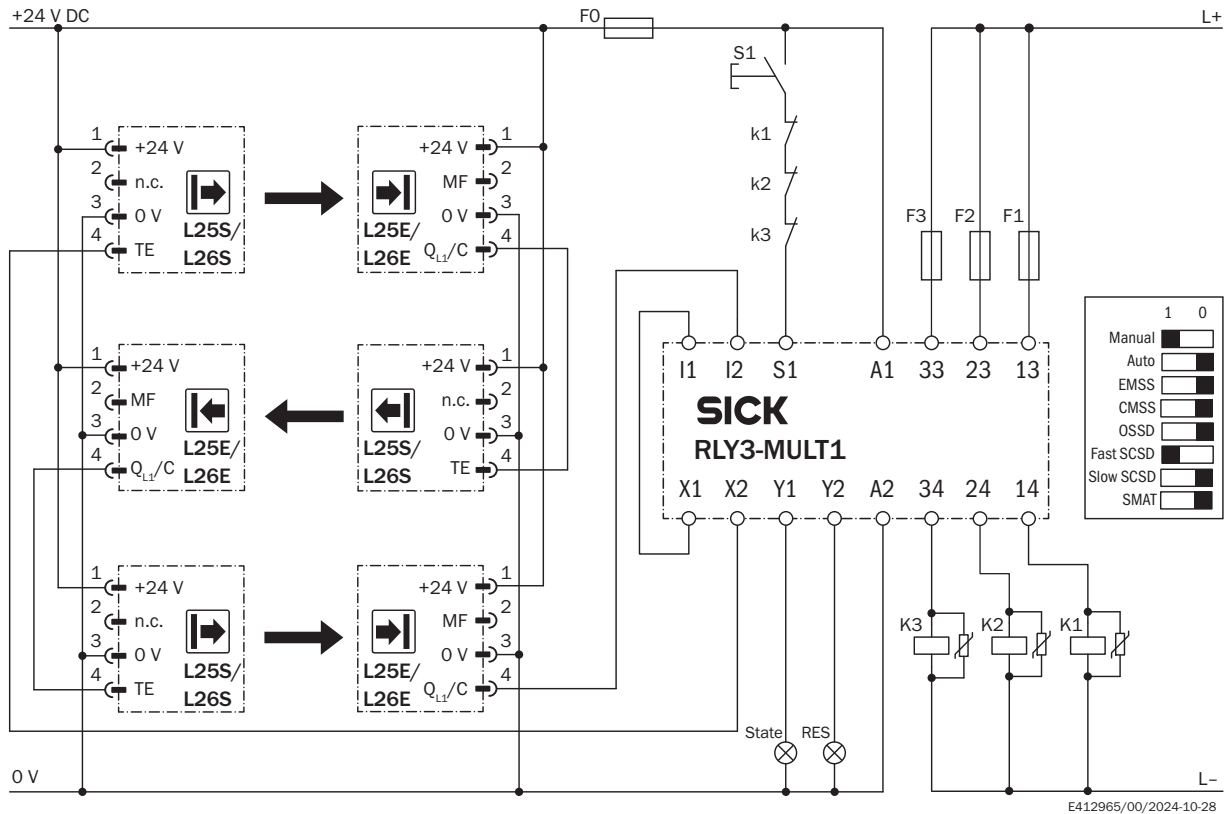 +24 V DC
F0
L+
S1
k1
k2
k3
F3 F2 F1
1 +24 V
2 n.c.
3 0 V
4 TE
L25S/
L26S
+24 V 1
MF 2
0 V 3
Q_L1/C 4
L25E/
L26E
1 +24 V
2 MF
3 0 V
4 Q_L1/C
L25E/
L26E
+24 V 1
n.c. 2
0 V 3
TE 4
L25S/
L26S
1 +24 V
2 n.c.
3 0 V
4 TE
L25S/
L26S
+24 V 1
MF 2
0 V 3
Q_L1/C 4
L25E/
L26E
I1 I2 S1 A1 33 23 13
SICK
RLY3-MULT1
X1 X2 Y1 Y2 A2 34 24 14
1 0
Manual
Auto
EMSS
CMSS
OSSD
Fast SCSD
Slow SCSD
SMAT
K3 K2 K1
State RES
0 V
L–
E412965/00/2024-10-28